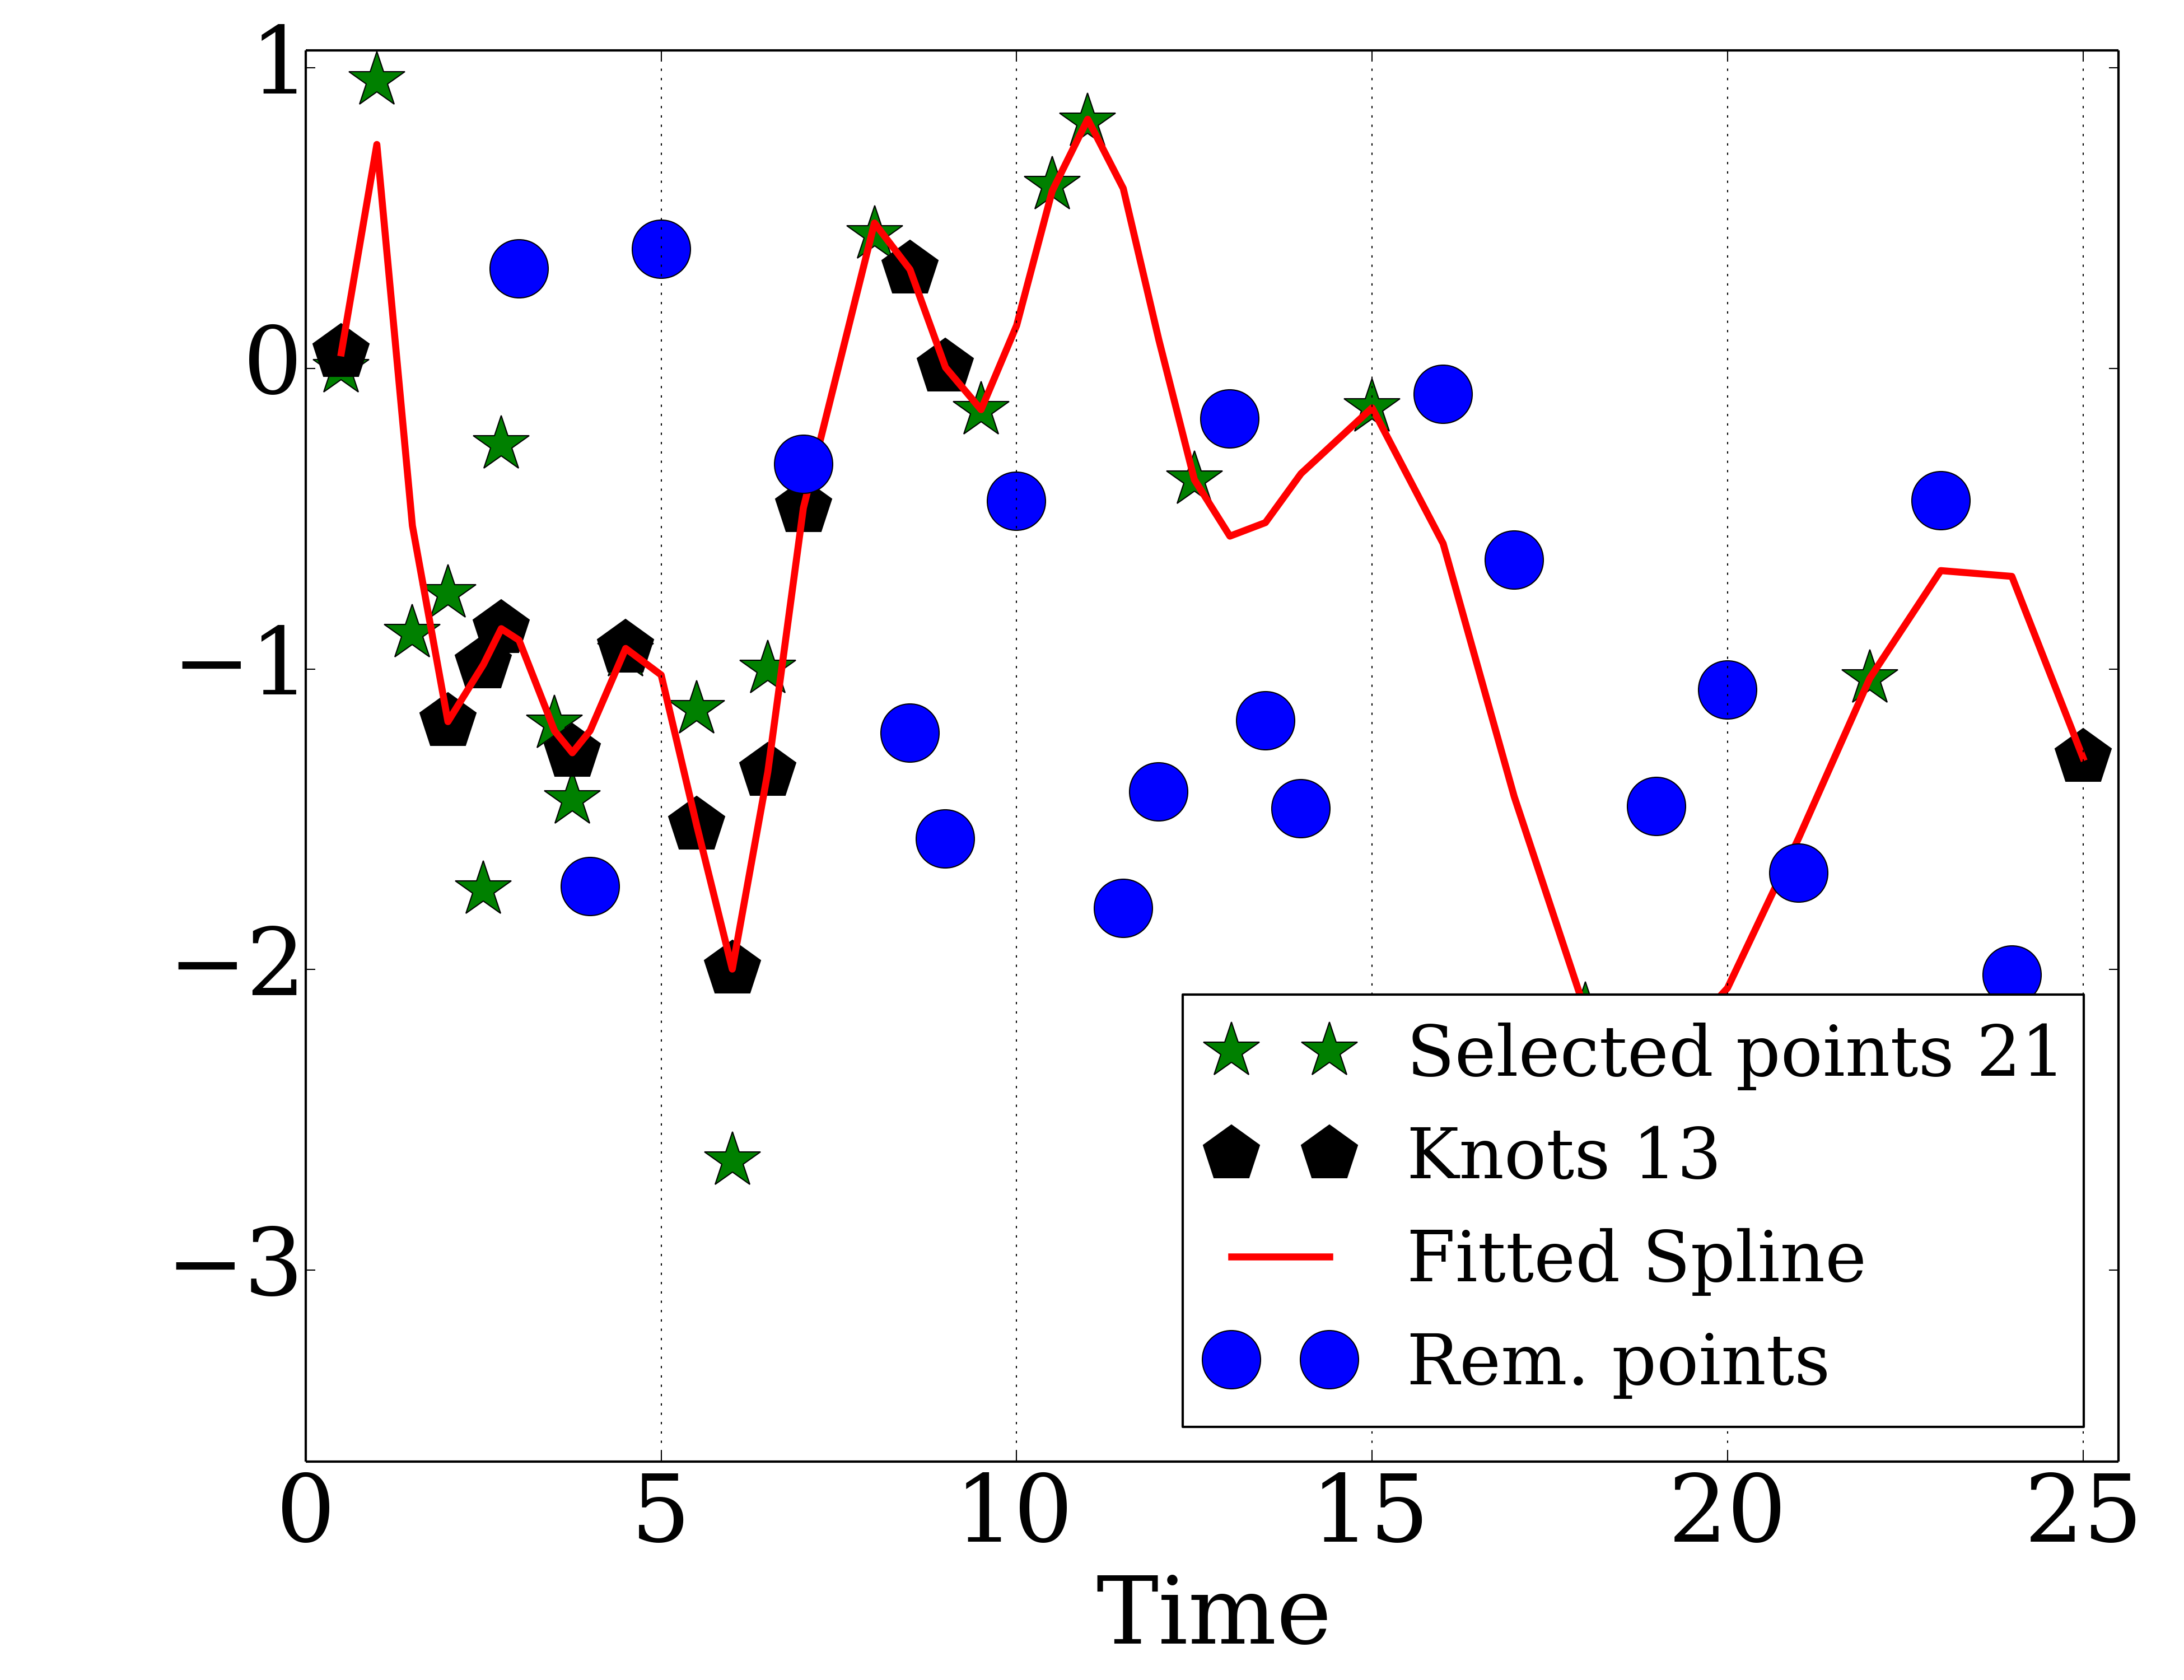 1
0
−1
−2
−3
0 5 10 15 20 25
Time
Selected points 21
Knots 13
Fitted Spline
Rem. points